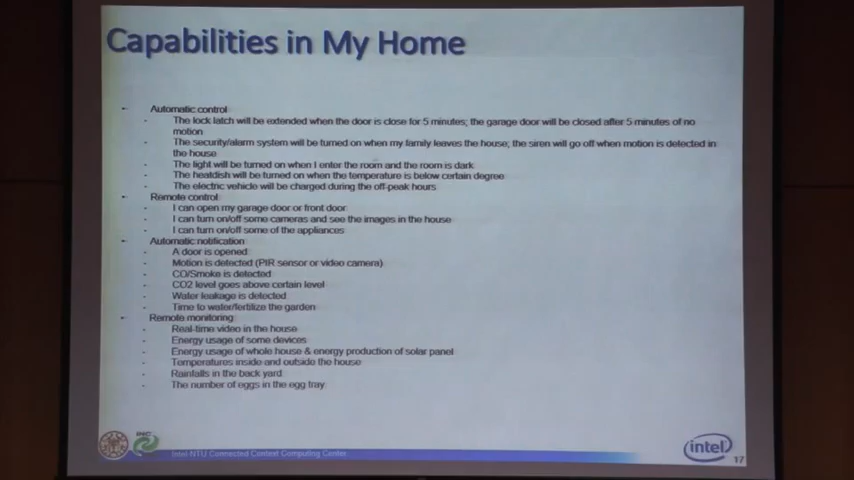 Capabilities in My Home
- Automatic control
- The lock latch will be extended when the door is close for 5 minutes; the garage door will be closed after 5 minutes of no
motion
- The security/alarm system will be turned on when my family leaves the house; the siren will go off when motion is detected in
the house
- The light will be turned on when I enter the room and the room is dark
- The heatdish will be turned on when the temperature is below certain degree
- The electric vehicle will be charged during the off-peak hours
- Remote control
- I can open my garage door or front door
- I can turn on/off some cameras and see the images in the house
- I can turn on/off some of the appliances
- Automatic notification
- A door is opened
- Motion is detected (PIR sensor or video camera)
- CO/Smoke is detected
- CO2 level goes above certain level
- Water leakage is detected
- Time to water/fertilize the garden
- Remote monitoring
- Real-time video in the house
- Energy usage of some devices
- Energy usage of whole house & energy production of solar panel
- Temperatures inside and outside the house
- Rainfalls in the back yard
- The number of eggs in the egg tray
Intel-NTU Connected Context Computing Center
intel
17